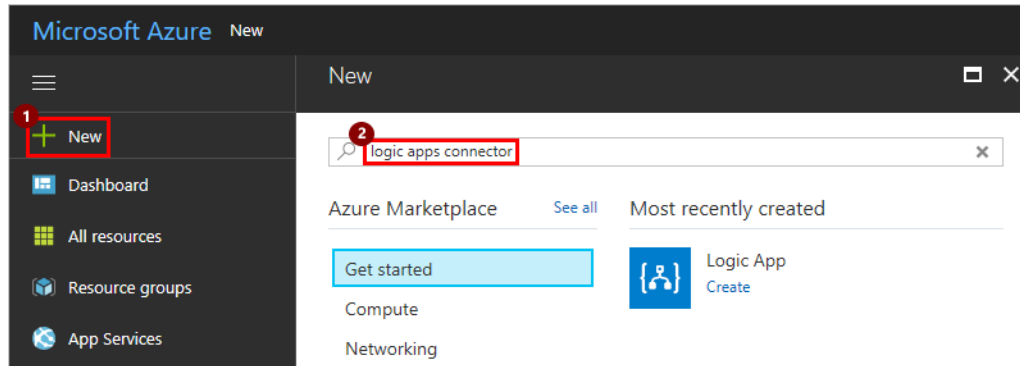 Microsoft Azure New
New
1
New
2
logic apps connector
Dashboard
All resources
Resource groups
App Services
Azure Marketplace See all
Get started
Compute
Networking
Most recently created
Logic App
Create